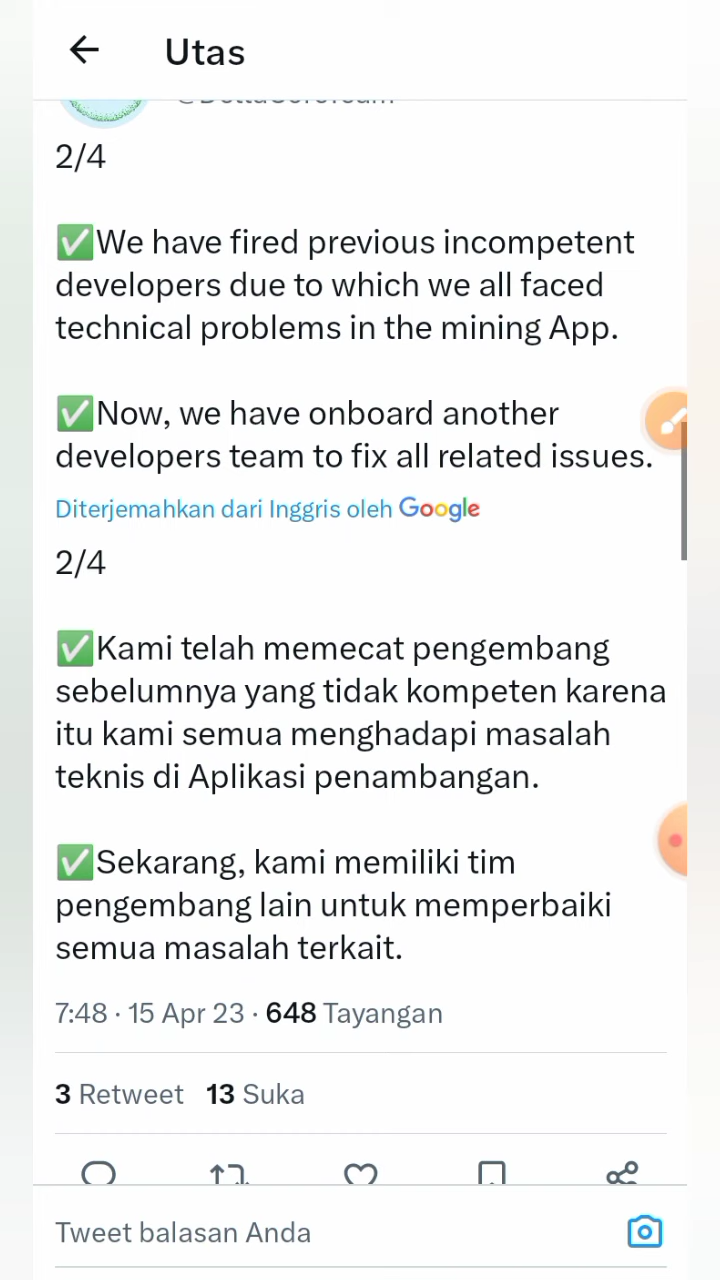 Utas
2/4
✅We have fired previous incompetent
developers due to which we all faced
technical problems in the mining App.
✅Now, we have onboard another
developers team to fix all related issues.
Diterjemahkan dari Inggris oleh Google
2/4
✅Kami telah memecat pengembang
sebelumnya yang tidak kompeten karena
itu kami semua menghadapi masalah
teknis di Aplikasi penambangan.
✅Sekarang, kami memiliki tim
pengembang lain untuk memperbaiki
semua masalah terkait.
7:48 · 15 Apr 23 · 648 Tayangan
3 Retweet 13 Suka
Tweet balasan Anda